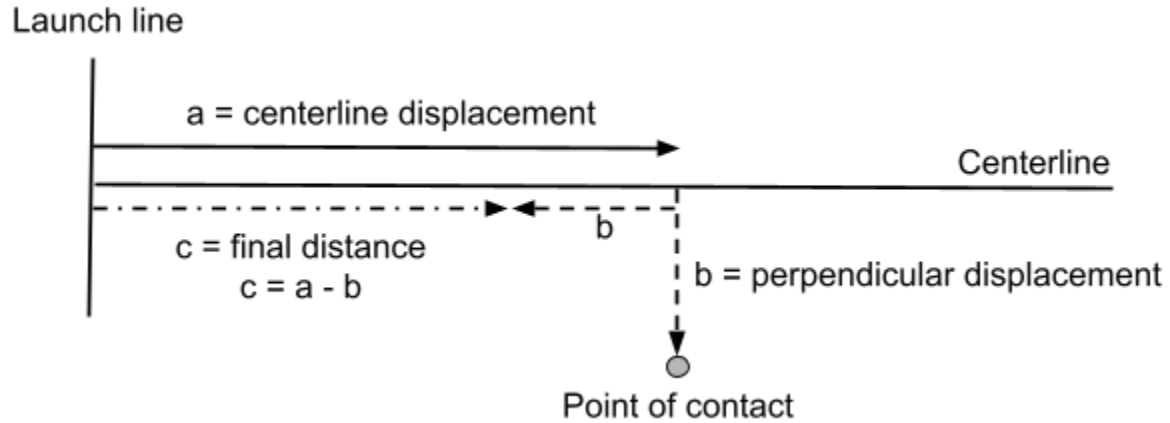 Launch line
a = centerline displacement
Centerline
b
c = final distance
c = a - b
b = perpendicular displacement
Point of contact